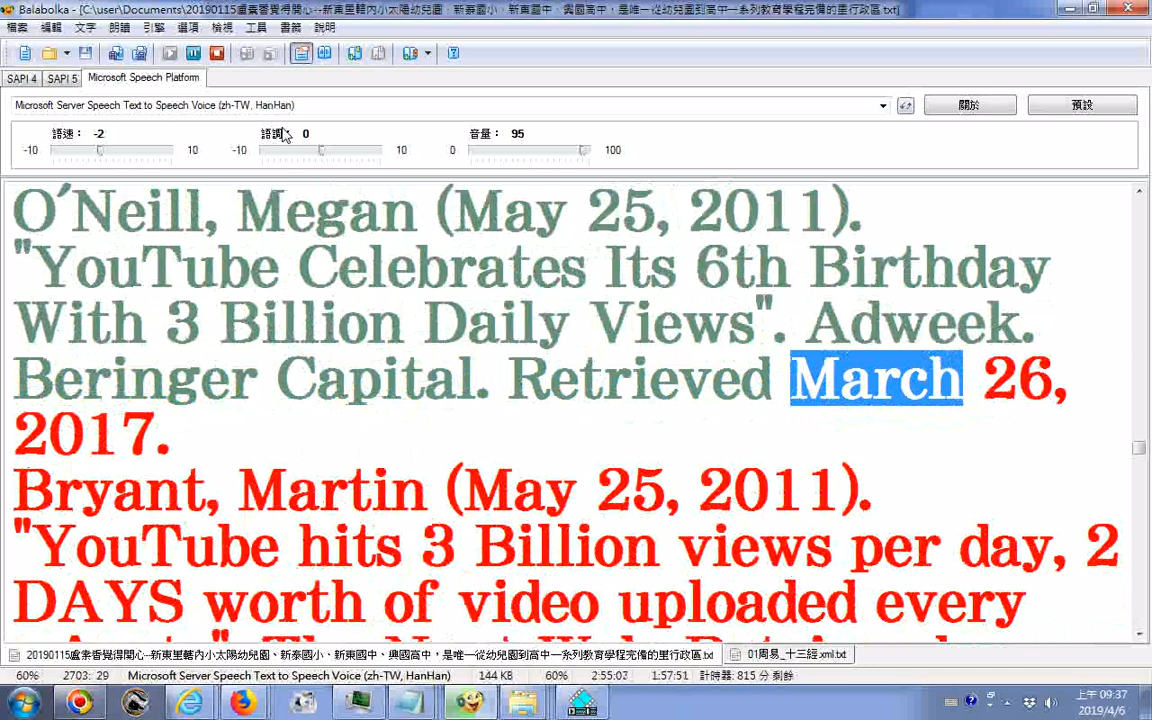 Balabolka - [C:\user\Documents\20190115盧素香覺得開心--新東里轄內小太陽幼兒園、新泰國小、新東國中、興國高中，是唯一從幼兒園到高中一系列教育學程完備的里行政區.txt]
檔案 編輯 文字 朗讀 引擎 選項 檢視 工具 書籤 說明
SAPI 4 SAPI 5 Microsoft Speech Platform
Microsoft Server Speech Text to Speech Voice (zh-TW, HanHan) 關於 預設
語速： -2 語調： 0 音量： 95
-10 10 -10 10 0 100
O'Neill, Megan (May 25, 2011).
"YouTube Celebrates Its 6th Birthday
With 3 Billion Daily Views". Adweek.
Beringer Capital. Retrieved March 26,
2017.
Bryant, Martin (May 25, 2011).
"YouTube hits 3 Billion views per day, 2
DAYS worth of video uploaded every
20190115盧素香覺得開心--新東里轄內小太陽幼兒園、新泰國小、新東國中、興國高中，是唯一從幼兒園到高中一系列教育學程完備的里行政區.txt 01周易_十三經.xml.txt
60% 2703: 29 Microsoft Server Speech Text to Speech Voice (zh-TW, HanHan) 144 KB 60% 2:55:03 1:57:51 計時器： 815 分 剩餘
上午 09:37
2019/4/6